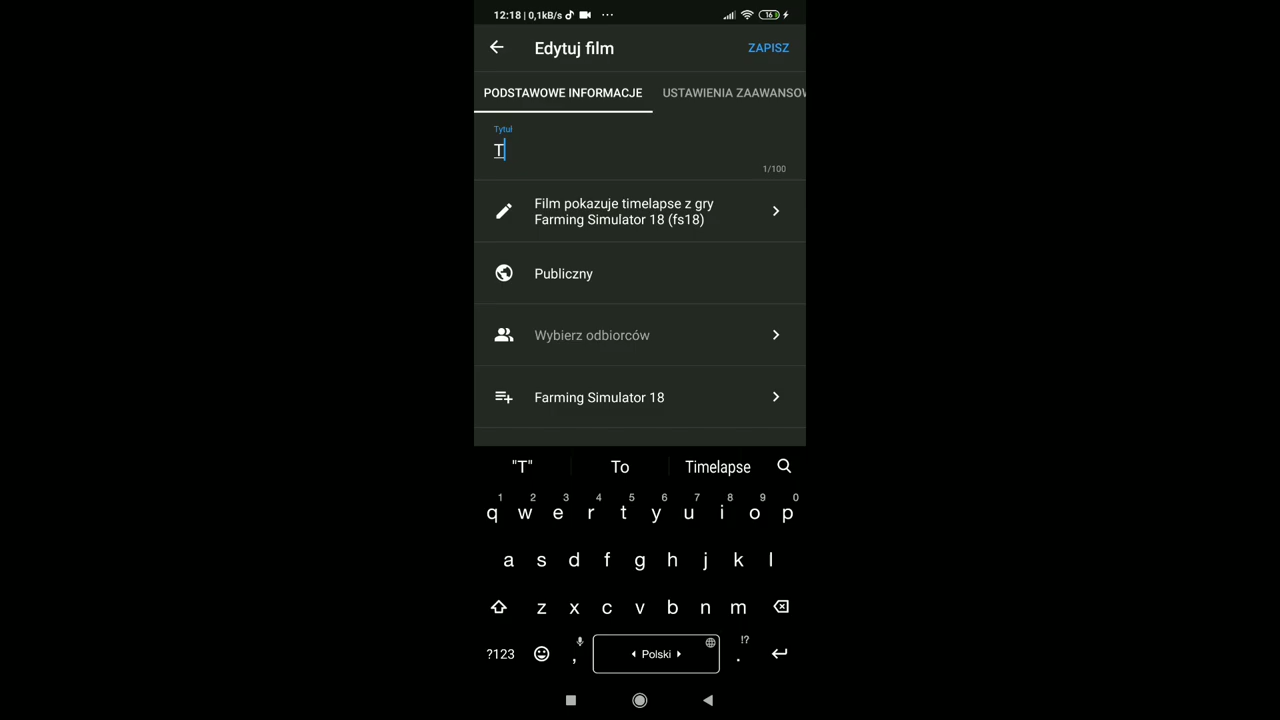 12:18 | 0,1kB/s ... 16
Edytuj film ZAPISZ
PODSTAWOWE INFORMACJE USTAWIENIA ZAAWANSOW
Tytuł
T
1/100
Film pokazuje timelapse z gry
Farming Simulator 18 (fs18)
Publiczny
Wybierz odbiorców
Farming Simulator 18
"T" To Timelapse
1 2 3 4 5 6 7 8 9 0
q w e r t y u i o p
a s d f g h j k l
z x c v b n m
!?
?123 , Polski .